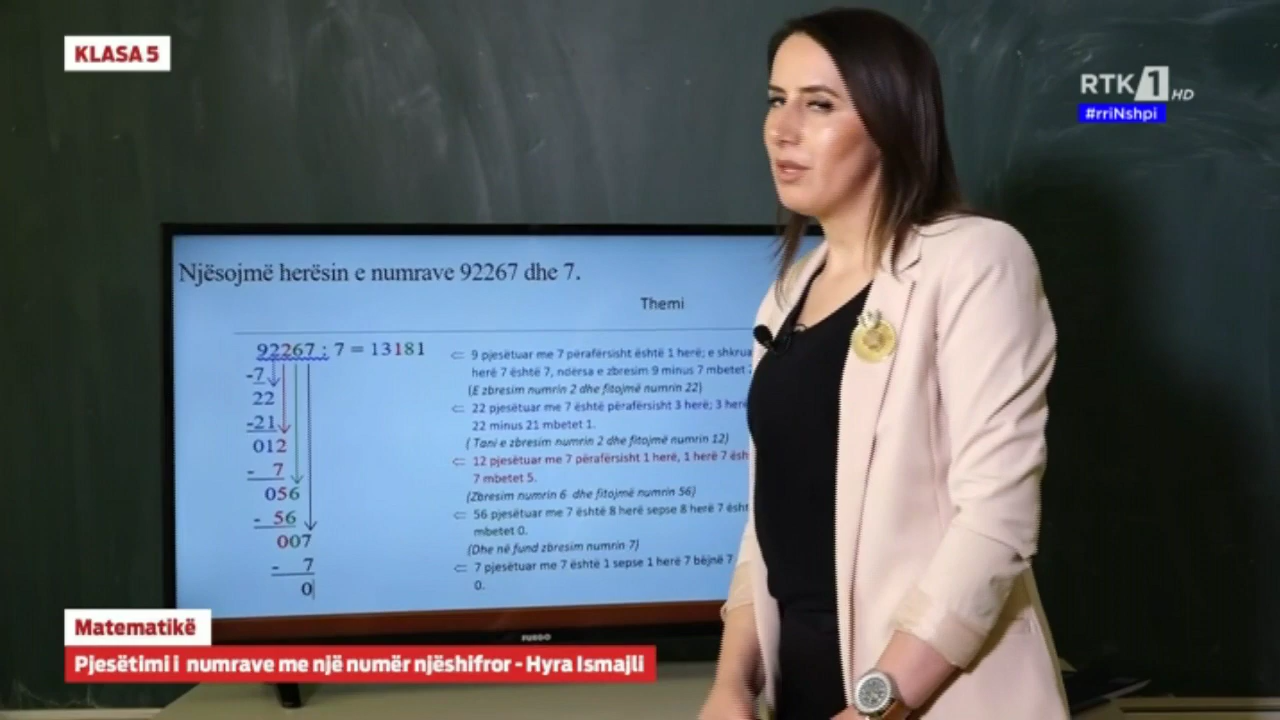 KLASA 5
RTK 1 HD
#rriNshpi
Njësojmë herësin e numrave 92267 dhe 7.
Themi
92267 : 7 = 13181
-7
22
-21
012
- 7
056
- 56
007
- 7
0
⇐ 9 pjesëtuar me 7 përafërsisht është 1 herë; e
herë 7 është 7, ndërsa e zbresim 9 minus 7 mbetet
(E zbresim numrin 2 dhe fitojmë numrin 22)
⇐ 22 pjesëtuar me 7 është përafërsisht 3 herë; 3
22 minus 21 mbetet 1.
( Tani e zbresim numrin 2 dhe fitojmë numrin 12)
⇐ 12 pjesëtuar me 7 përafërsisht 1 herë, 1 herë 7
7 mbetet 5.
(Zbresim numrin 6 dhe fitojmë numrin 56)
⇐ 56 pjesëtuar me 7 është 8 herë sepse 8 herë 7
mbetet 0.
(Dhe në fund zbresim numrin 7)
⇐ 7 pjesëtuar me 7 është 1 sepse 1 herë 7 bëjnë 7
0.
Matematikë
Pjesëtimi i numrave me një numër njëshifror - Hyra Ismajli